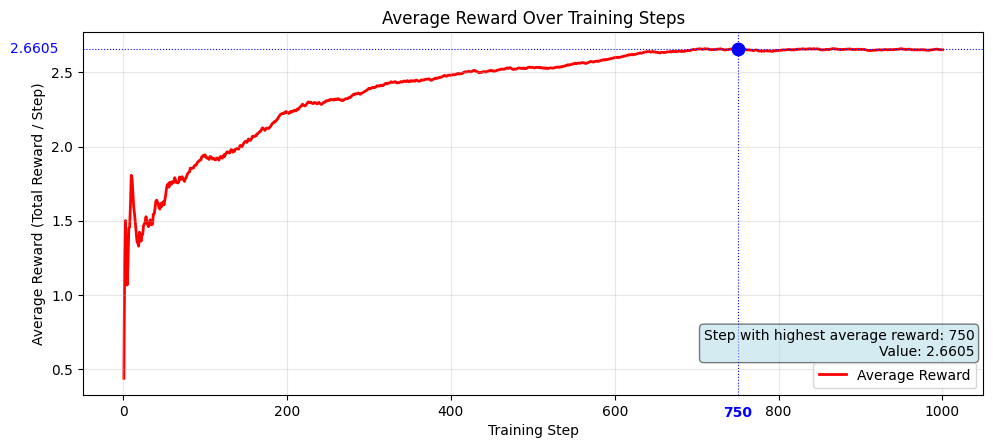 Average Reward Over Training Steps
2.6605
2.5
2.0
1.5
1.0
0.5
Average Reward (Total Reward / Step)
Step with highest average reward: 750
Value: 2.6605
Average Reward
0 200 400 600 750 800 1000
Training Step